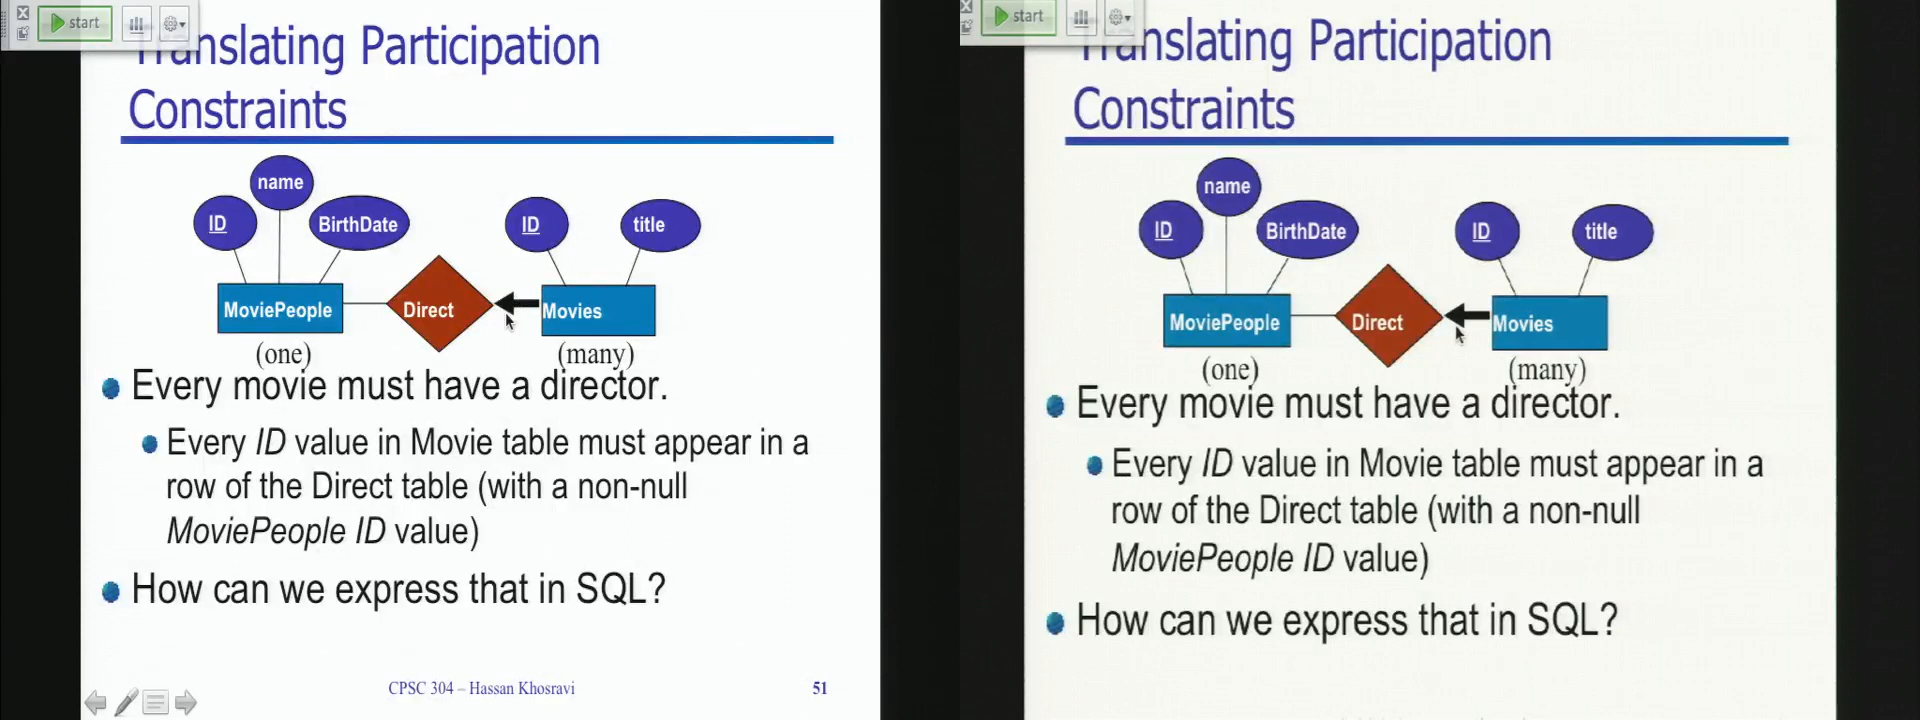 start
Translating Participation
Constraints
name
ID
BirthDate
ID
title
MoviePeople
Direct
Movies
(one)
(many)
Every movie must have a director.
Every ID value in Movie table must appear in a
row of the Direct table (with a non-null
MoviePeople ID value)
How can we express that in SQL?
CPSC 304 – Hassan Khosravi
51
start
Translating Participation
Constraints
name
ID
BirthDate
ID
title
MoviePeople
Direct
Movies
(one)
(many)
Every movie must have a director.
Every ID value in Movie table must appear in a
row of the Direct table (with a non-null
MoviePeople ID value)
How can we express that in SQL?